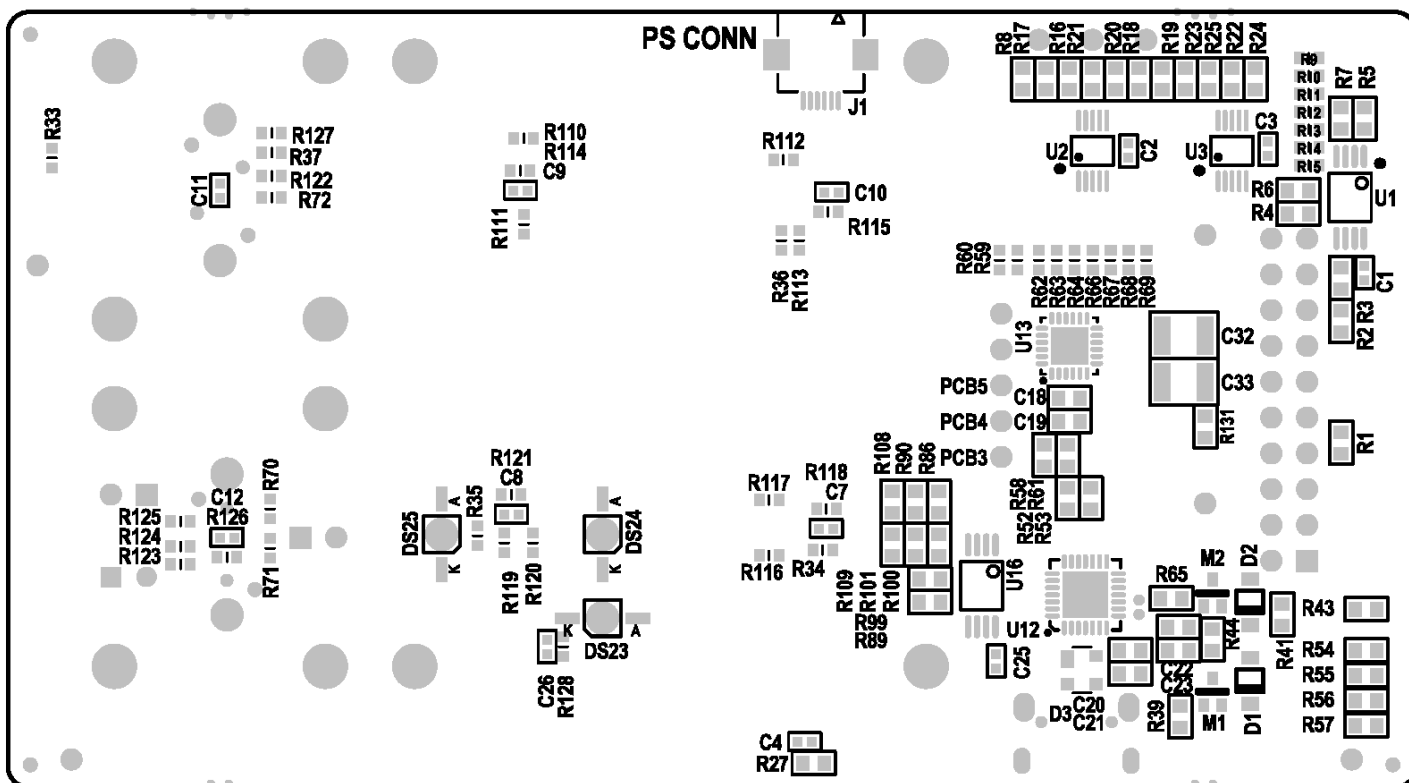 PS CONN
J1
R8
R17
R16
R21
R20
R18
R19
R23
R25
R22
R24
R9
R10
R11
R12
R13
R14
R15
R7
R5
R33
R127
R37
R122
R72
C11
R110
R114
C9
R111
R112
C10
R115
R36
R113
U2
C2
U3
C3
R6
R4
U1
R60
R59
R62
R63
R64
R66
R67
R68
R69
C1
R3
R2
U13
C32
C33
PCB5
PCB4
PCB3
C18
C19
R131
R1
R108
R90
R86
R58
R61
R52
R53
R70
C12
R126
R125
R124
R123
R71
R121
C8
R35
DS25
A
K
R119
R120
DS24
A
K
R117
R118
C7
R116
R34
R109
R101
R100
R99
R89
U16
U12
C25
R65
M2
D2
R44
R41
R43
R54
R55
R56
R57
C22
C23
DS23
K
A
C26
R128
D3
C20
C21
R39
M1
D1
C4
R27